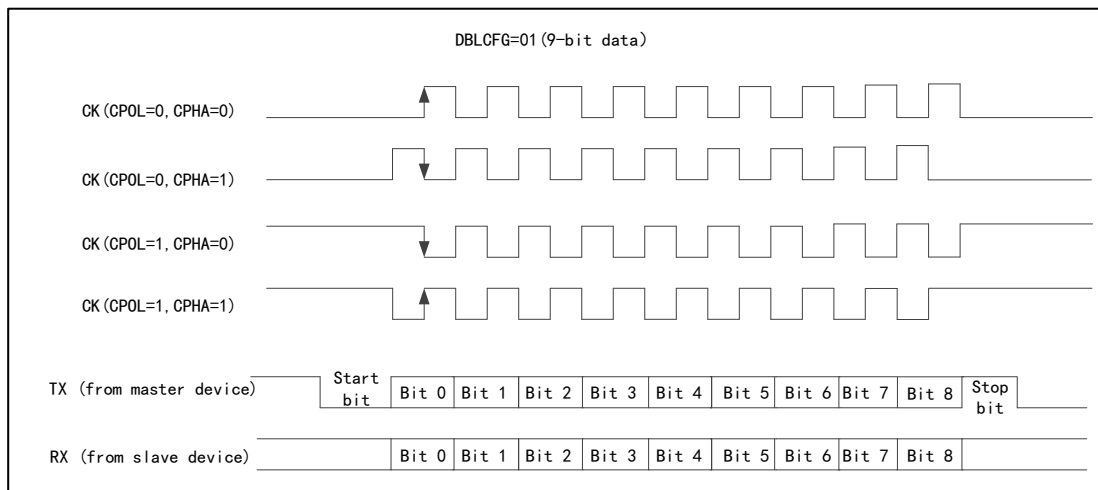 DBLCFG=01(9-bit data)
CK(CPOL=0,CPHA=0)
CK(CPOL=0,CPHA=1)
CK(CPOL=1,CPHA=0)
CK(CPOL=1,CPHA=1)
TX (from master device) Start bit Bit 0 Bit 1 Bit 2 Bit 3 Bit 4 Bit 5 Bit 6 Bit 7 Bit 8 Stop bit
RX (from slave device) Bit 0 Bit 1 Bit 2 Bit 3 Bit 4 Bit 5 Bit 6 Bit 7 Bit 8